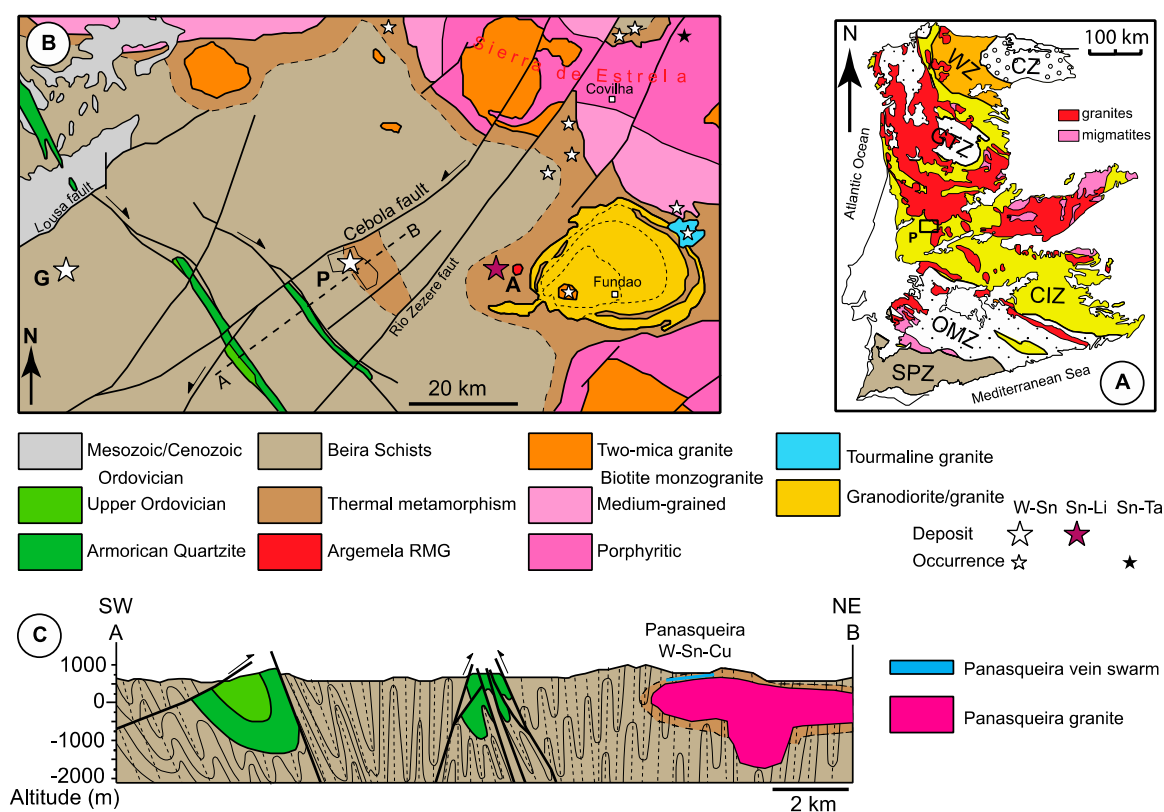 B
Sierra de Estrela
Covilha
Lousa fault
Cebola fault
B
G
P
A
Rio Zezere faut
Fundao
N
A
20 km
N
100 km
WZ
CZ
granites
migmatites
GTZ
Atlantic Ocean
P
CIZ
OMZ
SPZ
Mediterranean Sea
A
Mesozoic/Cenozoic
Ordovician
Upper Ordovician
Armorican Quartzite
Beira Schists
Thermal metamorphism
Argemela RMG
Two-mica granite
Biotite monzogranite
Medium-grained
Porphyritic
Tourmaline granite
Granodiorite/granite
W-Sn Sn-Li Sn-Ta
Deposit
Occurrence
C
SW
A
NE
B
Panasqueira
W-Sn-Cu
1000
0
-1000
-2000
Altitude (m)
2 km
Panasqueira vein swarm
Panasqueira granite